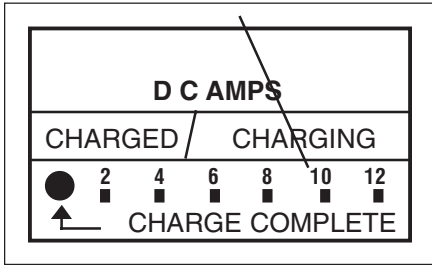 D C AMPS
CHARGED CHARGING
2 4 6 8 10 12
CHARGE COMPLETE